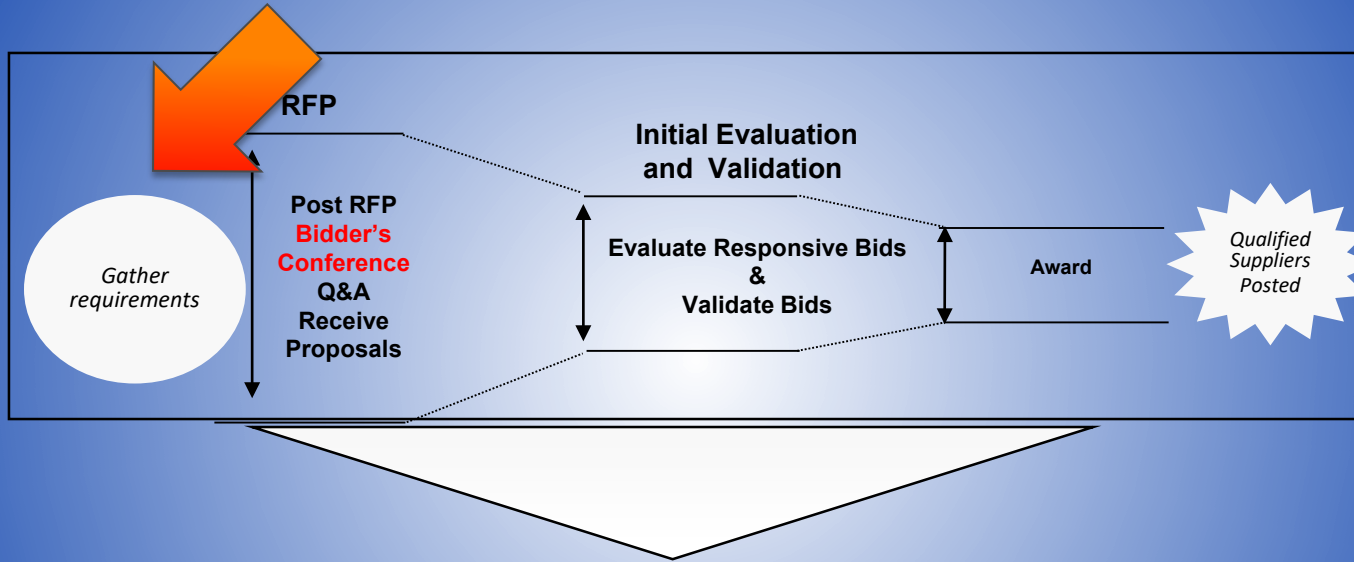 RFP
Gather
requirements
Post RFP
Bidder's
Conference
Q&A
Receive
Proposals
Initial Evaluation
and Validation
Evaluate Responsive Bids
&
Validate Bids
Award
Qualified
Suppliers
Posted